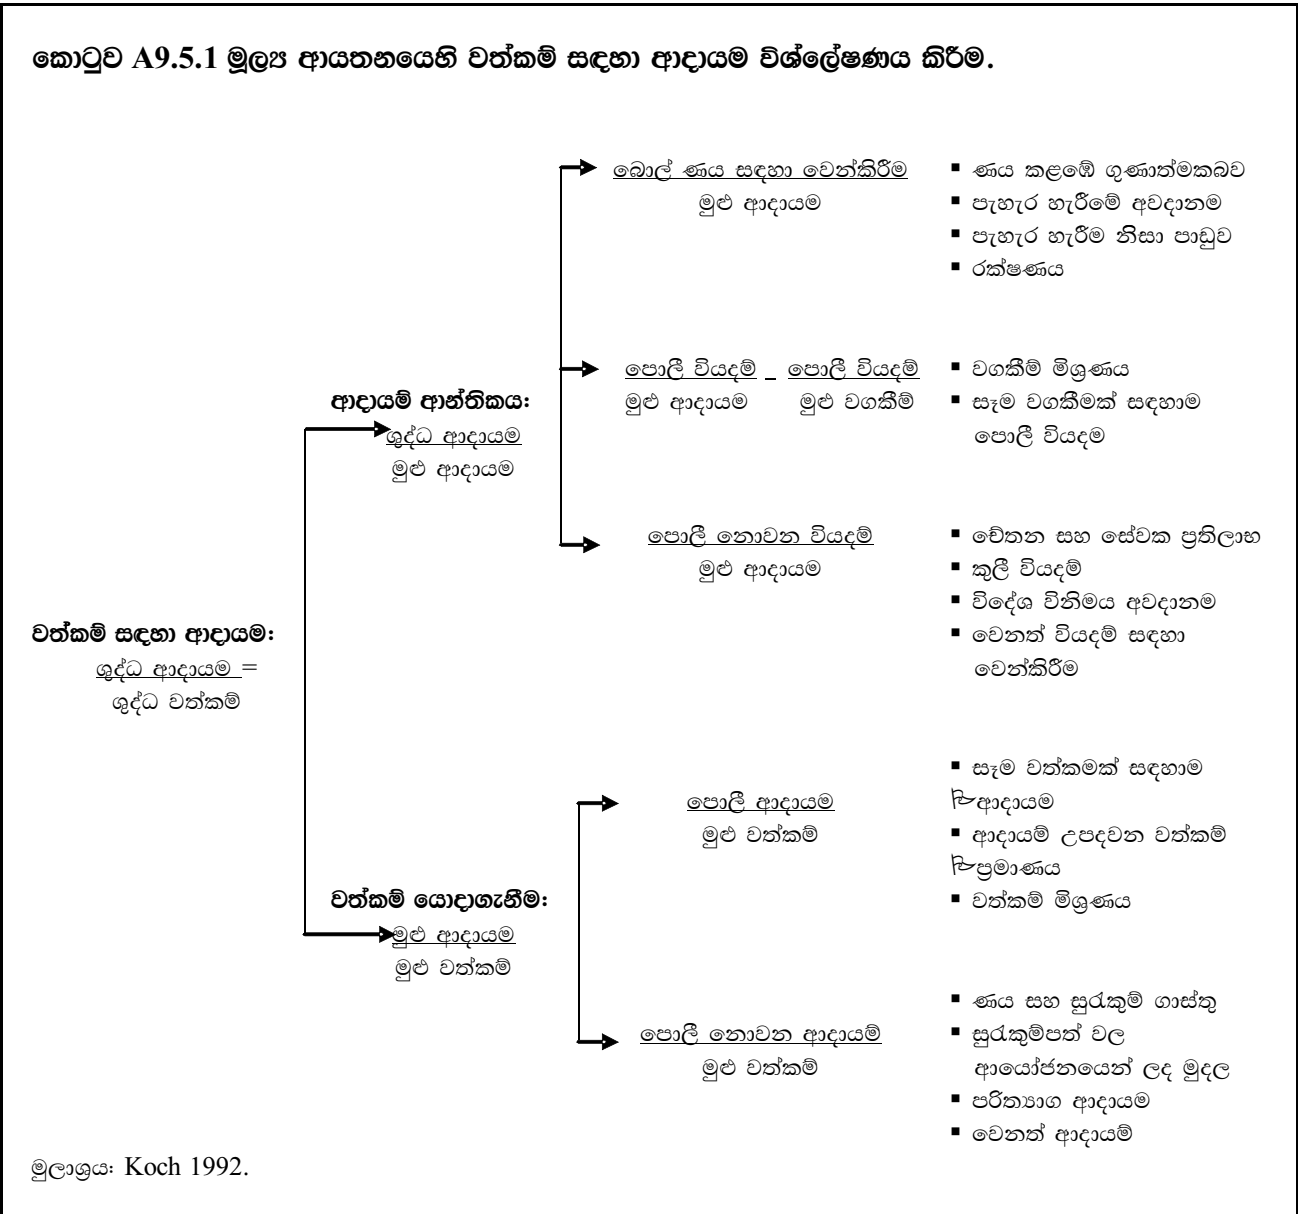 කොටුව A9.5.1 මූල්‍ය ආයතනයෙහි වත්කම් සඳහා ආදායම විශ්ලේෂණය කිරීම.
බොල් ණය සඳහා වෙන්කිරීම
මුළු ආදායම
▪ ණය කළඹේ ගුණාත්මකබව
▪ පැහැර හැරීමේ අවදානම
▪ පැහැර හැරීම නිසා පාඩුව
▪ රක්ෂණය
පොලී වියදම් – පොලී වියදම්
මුළු ආදායම මුළු වගකීම්
▪ වගකීම් මිශ්‍රණය
▪ සෑම වගකීමක් සඳහාම
පොලී වියදම
ආදායම් ආන්තිකය:
ශුද්ධ ආදායම
මුළු ආදායම
පොලී නොවන වියදම්
මුළු ආදායම
▪ චේතන සහ සේවක ප්‍රතිලාභ
▪ කුලී වියදම්
▪ විදේශ විනිමය අවදානම
▪ වෙනත් වියදම් සඳහා
වෙන්කිරීම
වත්කම් සඳහා ආදායම:
ශුද්ධ ආදායම =
ශුද්ධ වත්කම්
පොලී ආදායම
මුළු වත්කම්
▪ සෑම වත්කමක් සඳහාම
ආදායම
▪ ආදායම් උපදවන වත්කම්
ප්‍රමාණය
▪ වත්කම් මිශ්‍රණය
වත්කම් යොදාගැනීම:
මුළු ආදායම
මුළු වත්කම්
පොලී නොවන ආදායම්
මුළු වත්කම්
▪ ණය සහ සුරැකුම් ගාස්තු
▪ සුරැකුම්පත් වල
ආයෝජනයෙන් ලද මුදල
▪ පරිත්‍යාග ආදායම
▪ වෙනත් ආදායම්
මූලාශ්‍රය: Koch 1992.